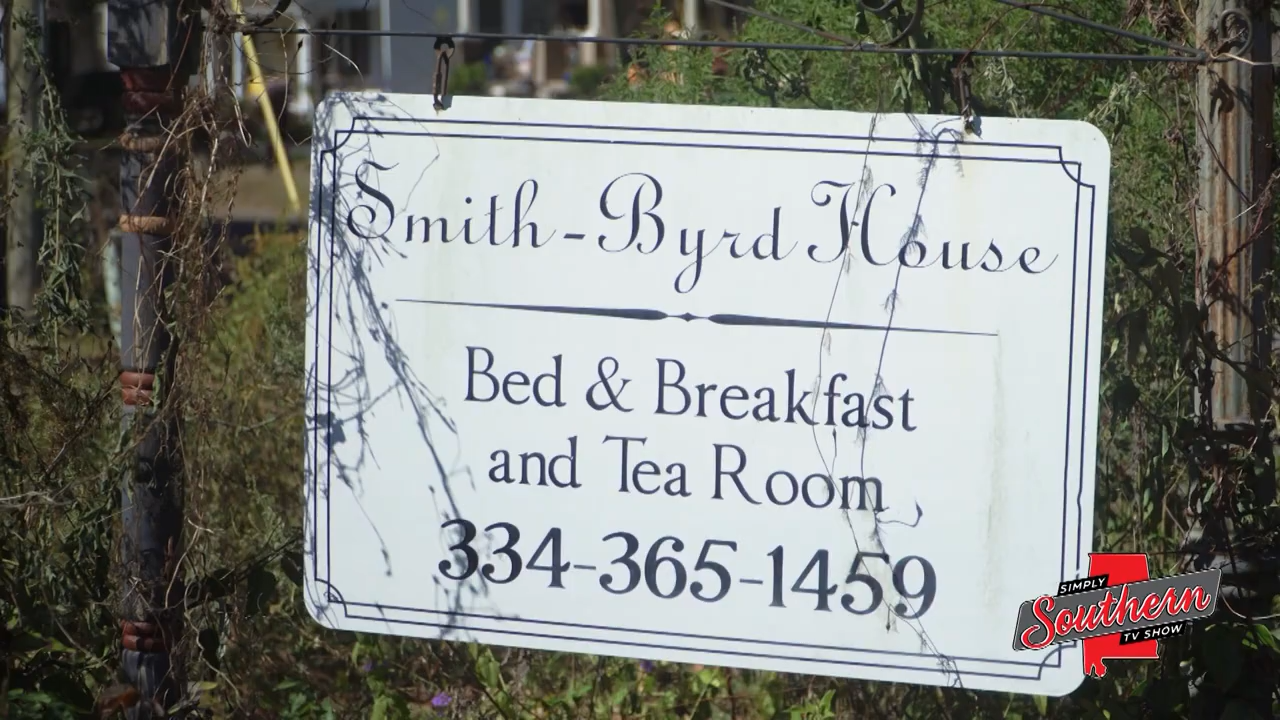 Smith-Byrd House
Bed & Breakfast
and Tea Room
334-365-1459
SIMPLY
Southern
TV SHOW